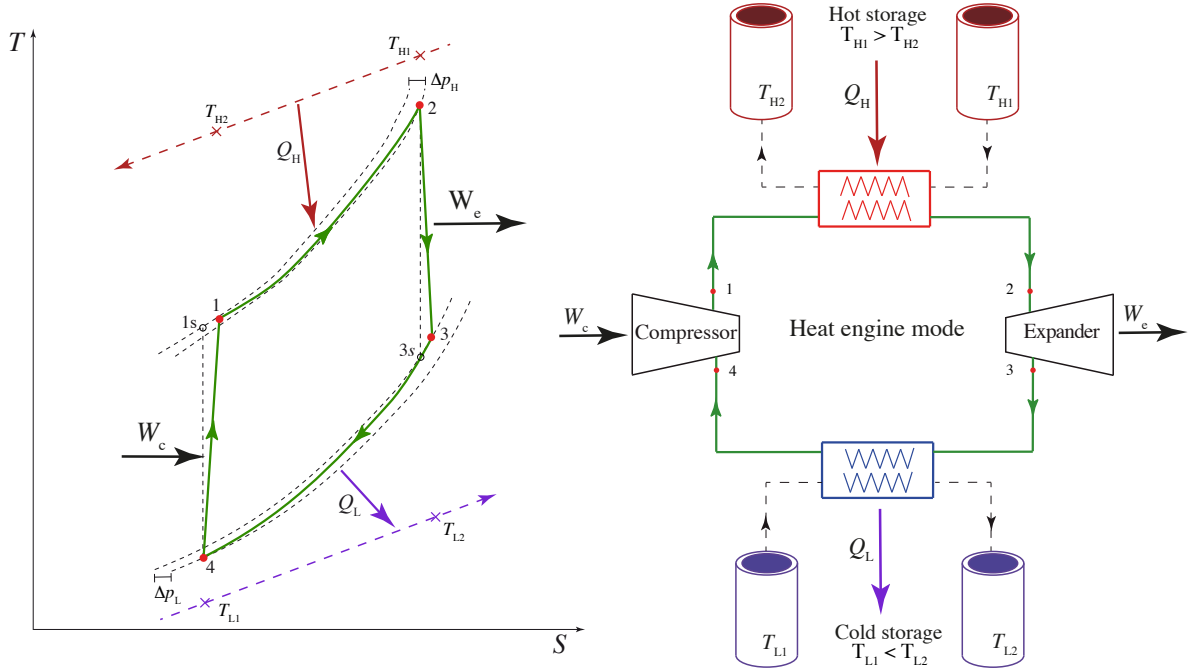 T
T_H1
Δp_H
T_H2
2
Q_H
W_e
1
1s
3
3s
W_c
Q_L
T_L2
4
Δp_L
T_L1
S
Hot storage
T_H1 > T_H2
T_H2
Q_H
T_H1
1
2
W_c
Compressor
Heat engine mode
Expander
W_e
4
3
Q_L
T_L1
Cold storage
T_L1 < T_L2
T_L2